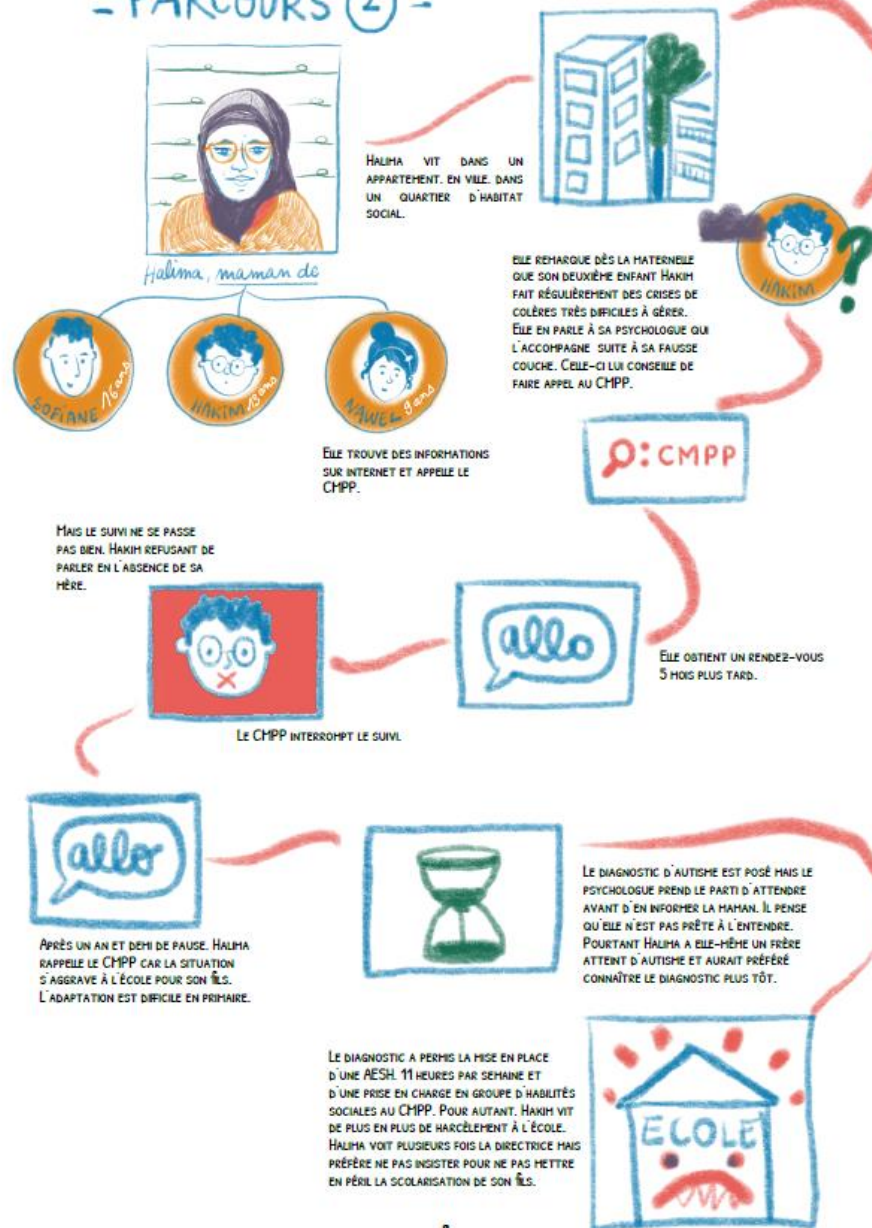 - PARCOURS 2 -
HALIMA VIT DANS UN
APPARTEMENT. EN VILLE. DANS
UN QUARTIER D'HABITAT
SOCIAL.
Halima, maman de
SOFIANE 16 ans
HAKIM 13 ans
NAWEL 9 ans
HAKIM ?
ELLE REMARQUE DÈS LA MATERNELLE
QUE SON DEUXIÈME ENFANT HAKIM
FAIT RÉGULIÈREMENT DES CRISES DE
COLÈRES TRÈS DIFFICILES À GÉRER.
ELLE EN PARLE À SA PSYCHOLOGUE QUI
L'ACCOMPAGNE SUITE À SA FAUSSE
COUCHE. CELLE-CI LUI CONSEILLE DE
FAIRE APPEL AU CMPP.
: CMPP
ELLE TROUVE DES INFORMATIONS
SUR INTERNET ET APPELLE LE
CMPP.
allo
ELLE OBTIENT UN RENDEZ-VOUS
5 MOIS PLUS TARD.
MAIS LE SUIVI NE SE PASSE
PAS BIEN. HAKIM REFUSANT DE
PARLER EN L'ABSENCE DE SA
MÈRE.
LE CMPP INTERROMPT LE SUIVI.
allo
APRÈS UN AN ET DEMI DE PAUSE. HALIMA
RAPPELLE LE CMPP CAR LA SITUATION
S'AGGRAVE À L'ÉCOLE POUR SON FILS.
L'ADAPTATION EST DIFFICILE EN PRIMAIRE.
LE DIAGNOSTIC D'AUTISME EST POSÉ MAIS LE
PSYCHOLOGUE PREND LE PARTI D'ATTENDRE
AVANT D'EN INFORMER LA MAMAN. IL PENSE
QU'ELLE N'EST PAS PRÊTE À L'ENTENDRE.
POURTANT HALIMA A ELLE-MÊME UN FRÈRE
ATTEINT D'AUTISME ET AURAIT PRÉFÉRÉ
CONNAÎTRE LE DIAGNOSTIC PLUS TÔT.
LE DIAGNOSTIC A PERMIS LA MISE EN PLACE
D'UNE AESH. 11 HEURES PAR SEMAINE ET
D'UNE PRISE EN CHARGE EN GROUPE D'HABILITÉS
SOCIALES AU CMPP. POUR AUTANT. HAKIM VIT
DE PLUS EN PLUS DE HARCÈLEMENT À L'ÉCOLE.
HALIMA VOIT PLUSIEURS FOIS LA DIRECTRICE MAIS
PRÉFÈRE NE PAS INSISTER POUR NE PAS METTRE
EN PÉRIL LA SCOLARISATION DE SON FILS.
ECOLE